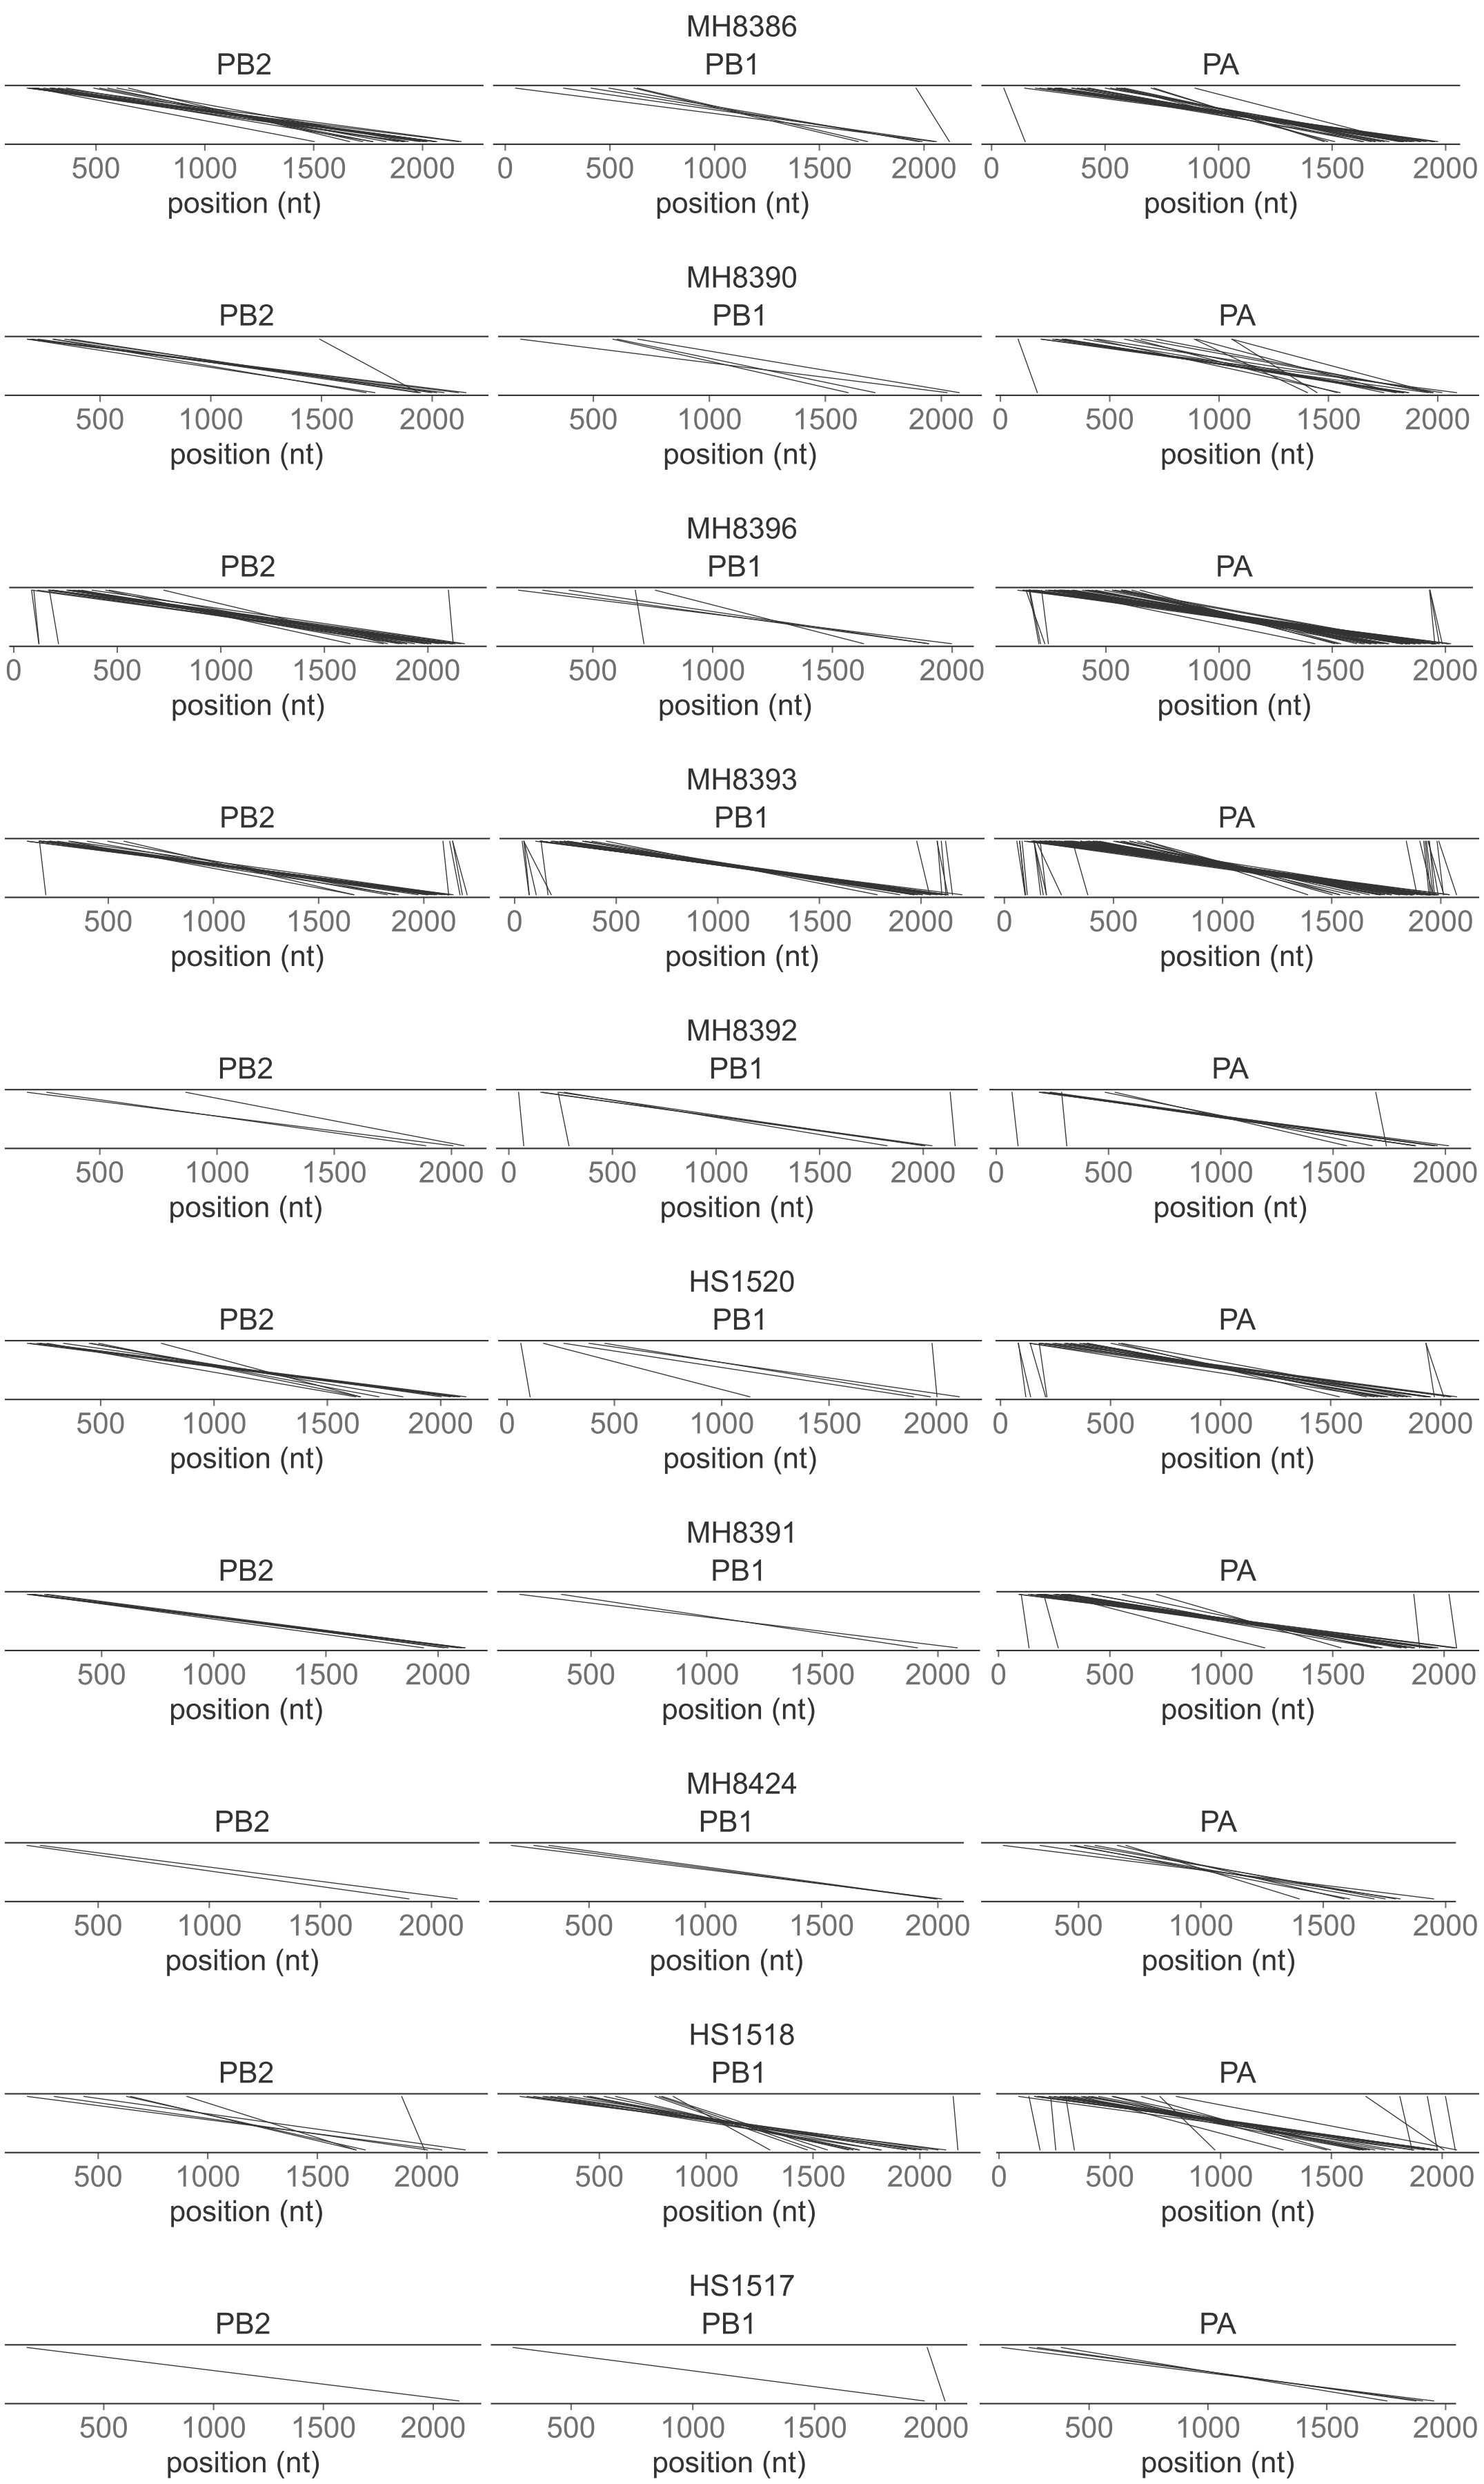 MH8386
PB2 PB1 PA
500 1000 1500 2000 0 500 1000 1500 2000 0 500 1000 1500 2000
position (nt) position (nt) position (nt)
MH8390
PB2 PB1 PA
500 1000 1500 2000 500 1000 1500 2000 0 500 1000 1500 2000
position (nt) position (nt) position (nt)
MH8396
PB2 PB1 PA
0 500 1000 1500 2000 500 1000 1500 2000 500 1000 1500 2000
position (nt) position (nt) position (nt)
MH8393
PB2 PB1 PA
500 1000 1500 2000 0 500 1000 1500 2000 0 500 1000 1500 2000
position (nt) position (nt) position (nt)
MH8392
PB2 PB1 PA
500 1000 1500 2000 0 500 1000 1500 2000 0 500 1000 1500 2000
position (nt) position (nt) position (nt)
HS1520
PB2 PB1 PA
500 1000 1500 2000 0 500 1000 1500 2000 0 500 1000 1500 2000
position (nt) position (nt) position (nt)
MH8391
PB2 PB1 PA
500 1000 1500 2000 500 1000 1500 2000 0 500 1000 1500 2000
position (nt) position (nt) position (nt)
MH8424
PB2 PB1 PA
500 1000 1500 2000 500 1000 1500 2000 500 1000 1500 2000
position (nt) position (nt) position (nt)
HS1518
PB2 PB1 PA
500 1000 1500 2000 500 1000 1500 2000 0 500 1000 1500 2000
position (nt) position (nt) position (nt)
HS1517
PB2 PB1 PA
500 1000 1500 2000 500 1000 1500 2000 500 1000 1500 2000
position (nt) position (nt) position (nt)